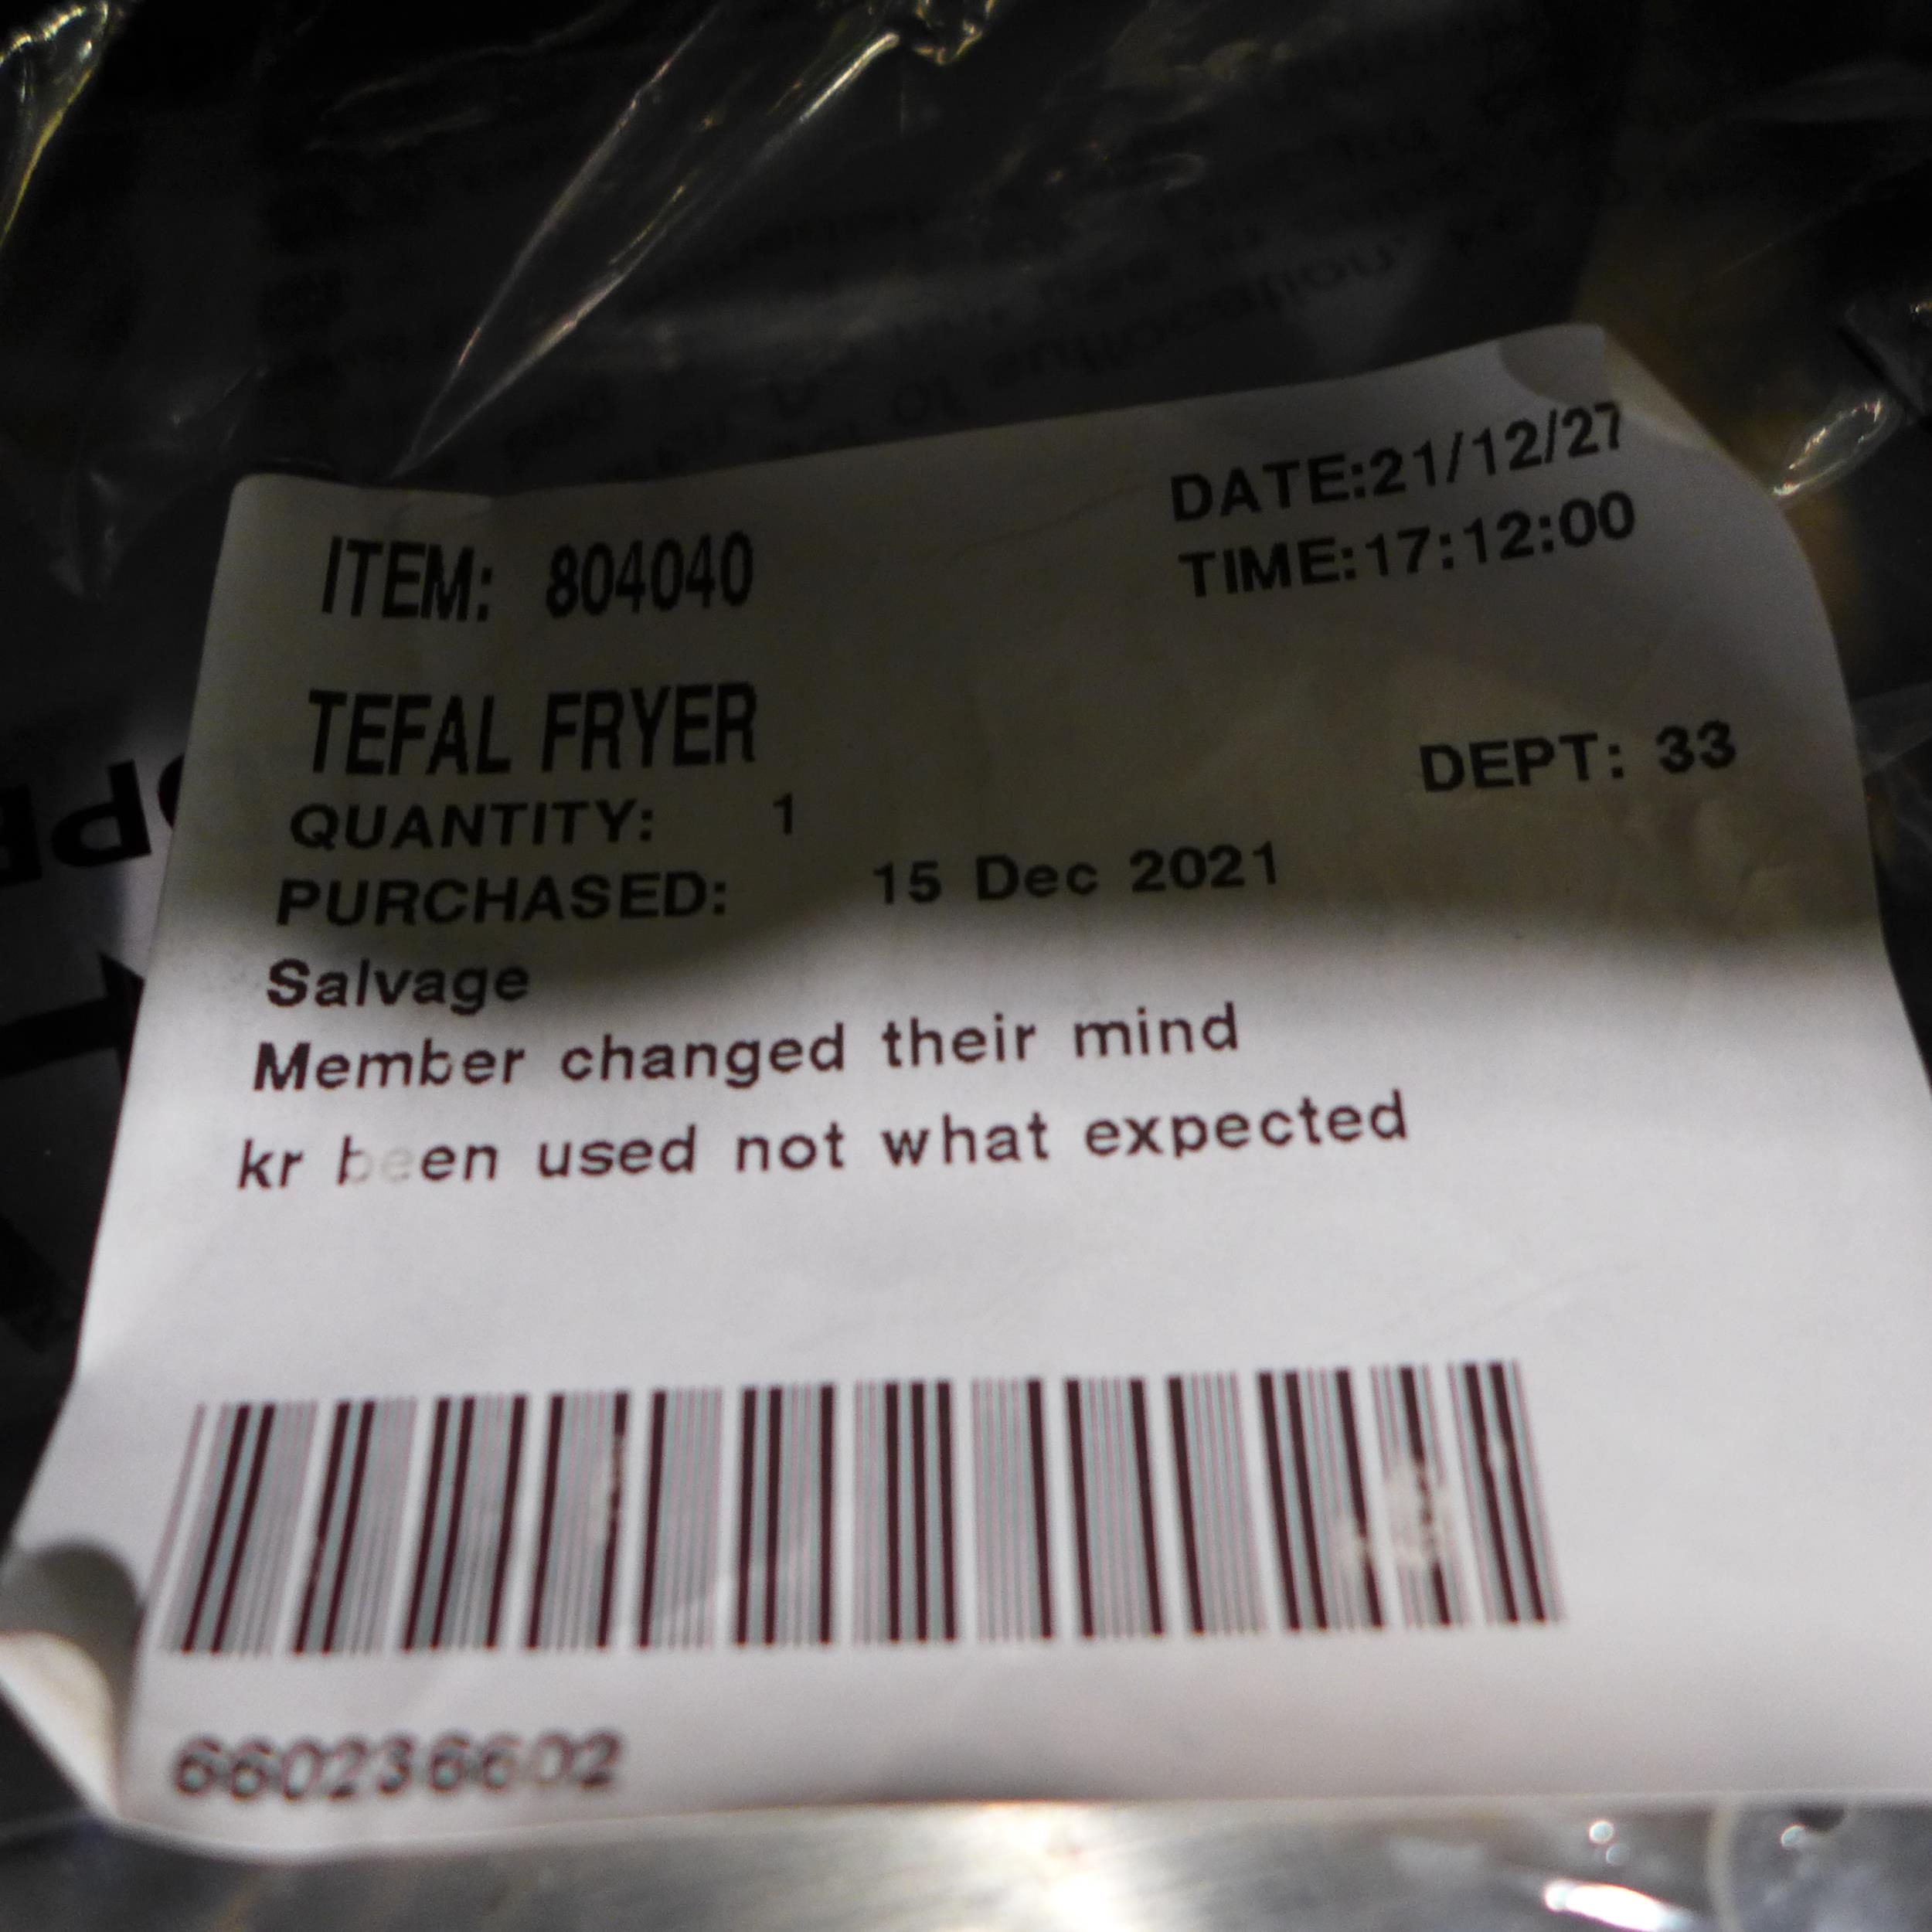 DATE:21/12/27
TIME:17:12:00
ITEM: 804040
TEFAL FRYER
DEPT: 33
QUANTITY: 1
PURCHASED: 15 Dec 2021
Salvage
Member changed their mind
kr been used not what expected
660236602